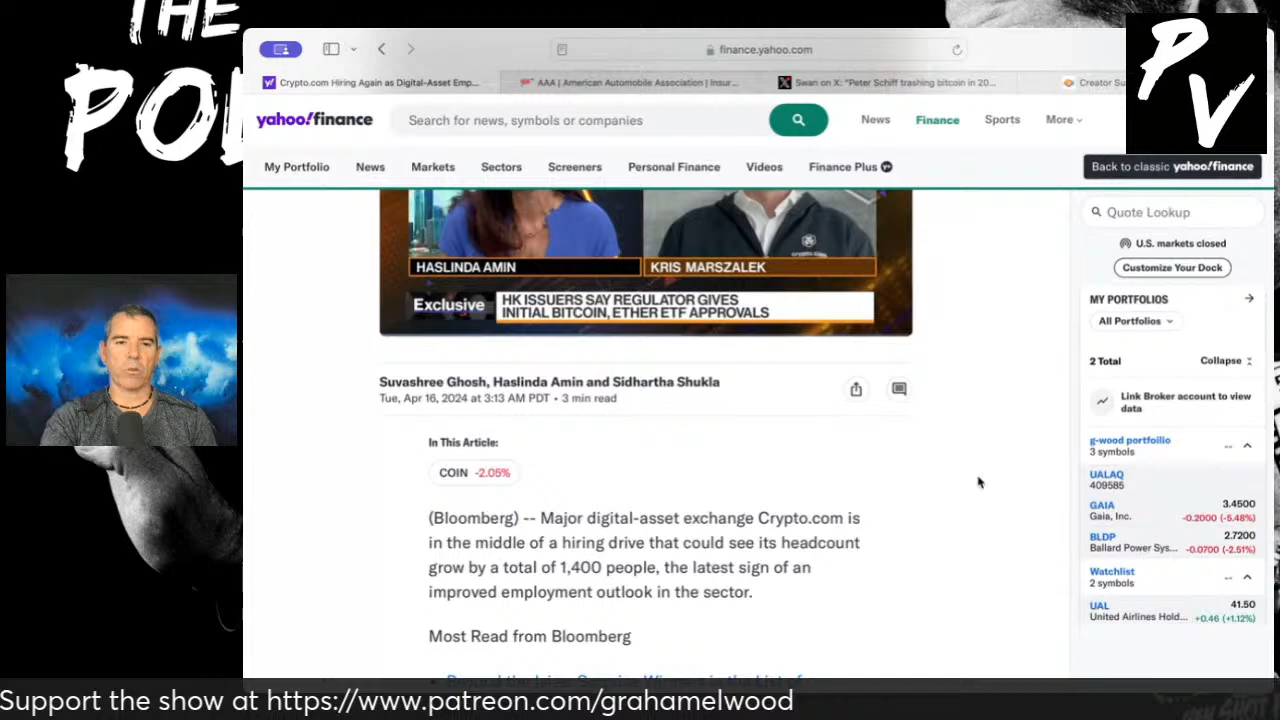 THE
PV
finance.yahoo.com
Crypto.com Hiring Again as Digital-Asset Emp...
AAA | American Automobile Association | Insur...
Swan on X: "Peter Schiff trashing bitcoin in 20...
Creator Su
yahoo!finance
Search for news, symbols or companies
News
Finance
Sports
More
My Portfolio
News
Markets
Sectors
Screeners
Personal Finance
Videos
Finance Plus
Back to classic yahoo!finance
HASLINDA AMIN
KRIS MARSZALEK
Exclusive
HK ISSUERS SAY REGULATOR GIVES
INITIAL BITCOIN, ETHER ETF APPROVALS
Suvashree Ghosh, Haslinda Amin and Sidhartha Shukla
Tue, Apr 16, 2024 at 3:13 AM PDT • 3 min read
In This Article:
COIN -2.05%
(Bloomberg) -- Major digital-asset exchange Crypto.com is
in the middle of a hiring drive that could see its headcount
grow by a total of 1,400 people, the latest sign of an
improved employment outlook in the sector.
Most Read from Bloomberg
Quote Lookup
U.S. markets closed
Customize Your Dock
MY PORTFOLIOS
All Portfolios
2 Total
Collapse
Link Broker account to view
data
g-wood portfoilio
--
3 symbols
UALAQ
409585
GAIA 3.4500
Gaia, Inc. -0.2000 (-5.48%)
BLDP 2.7200
Ballard Power Sys... -0.0700 (-2.51%)
Watchlist
--
2 symbols
UAL 41.50
United Airlines Hold... +0.46 (+1.12%)
Support the show at https://www.patreon.com/grahamelwood